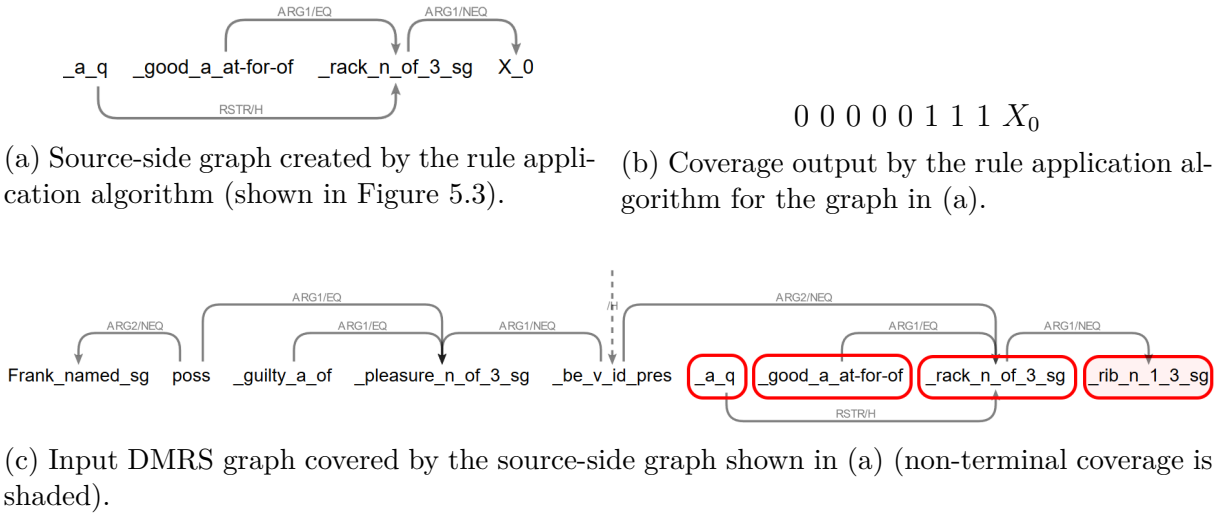 ARG1/EQ ARG1/NEQ
_a_q _good_a_at-for-of _rack_n_of_3_sg X_0
RSTR/H
(a) Source-side graph created by the rule appli-
cation algorithm (shown in Figure 5.3).
0 0 0 0 0 1 1 1 X0
(b) Coverage output by the rule application al-
gorithm for the graph in (a).
ARG1/EQ /H ARG2/NEQ
ARG2/NEQ ARG1/EQ ARG1/NEQ ARG1/EQ ARG1/NEQ
Frank_named_sg poss _guilty_a_of _pleasure_n_of_3_sg _be_v_id_pres _a_q _good_a_at-for-of _rack_n_of_3_sg _rib_n_1_3_sg
RSTR/H
(c) Input DMRS graph covered by the source-side graph shown in (a) (non-terminal coverage is
shaded).